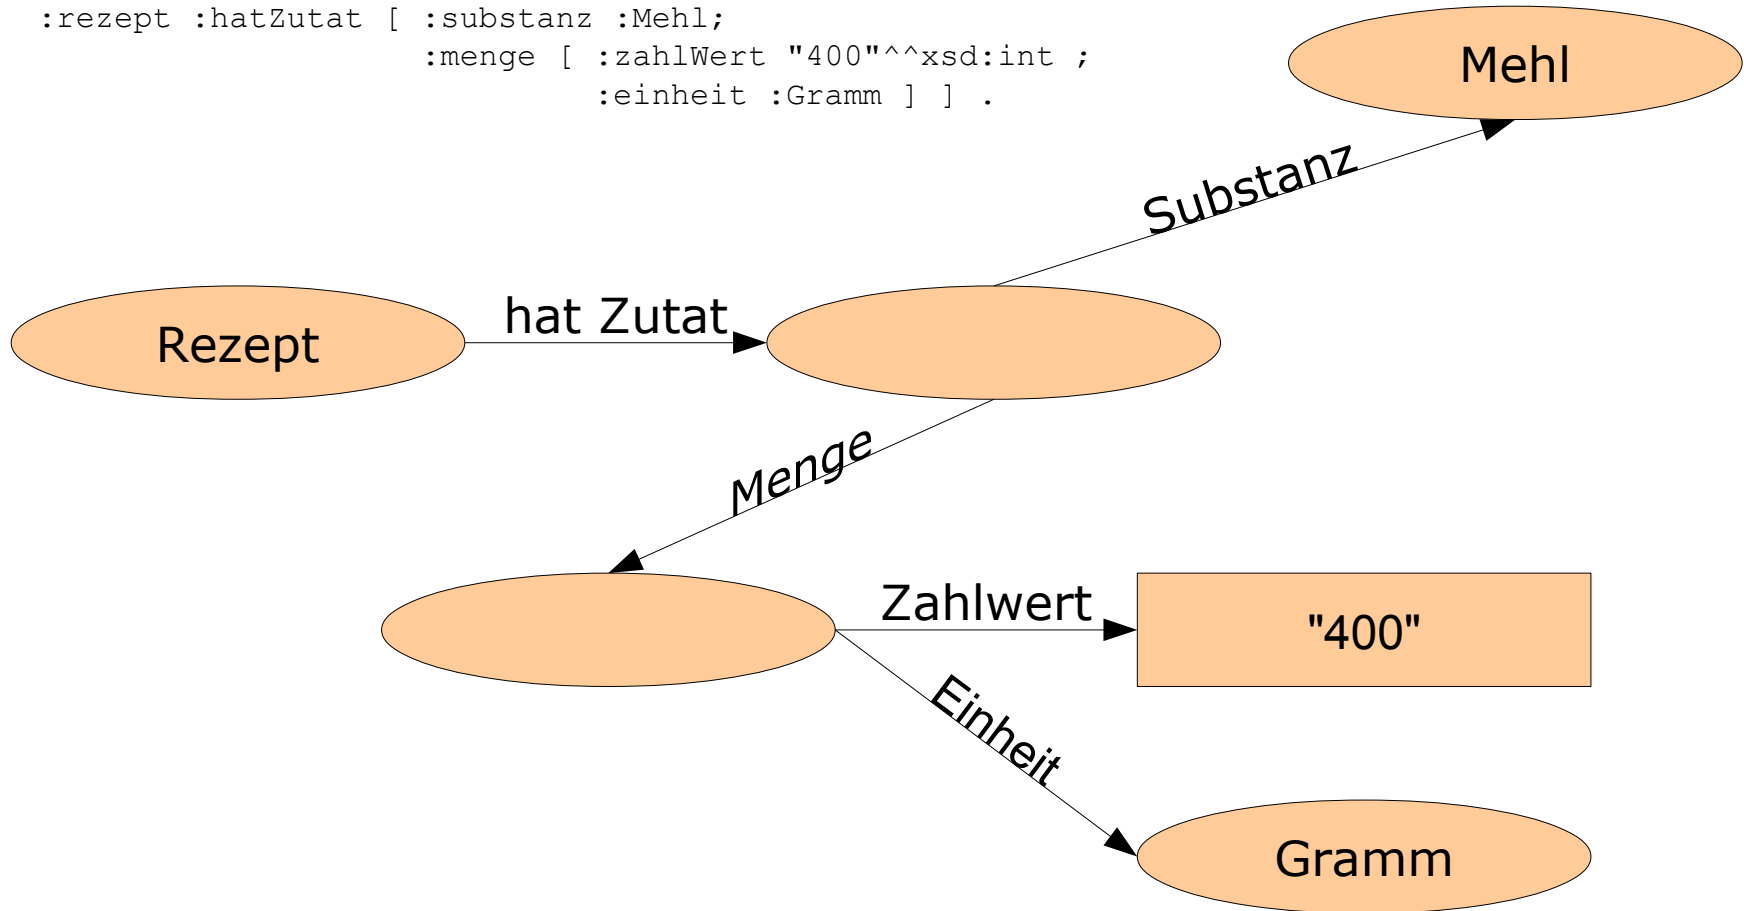 :rezept :hatZutat [ :substanz :Mehl;
:menge [ :zahlWert "400"^^xsd:int ;
:einheit :Gramm ] ] .
Mehl
Substanz
hat Zutat
Rezept
Menge
Zahlwert
"400"
Einheit
Gramm